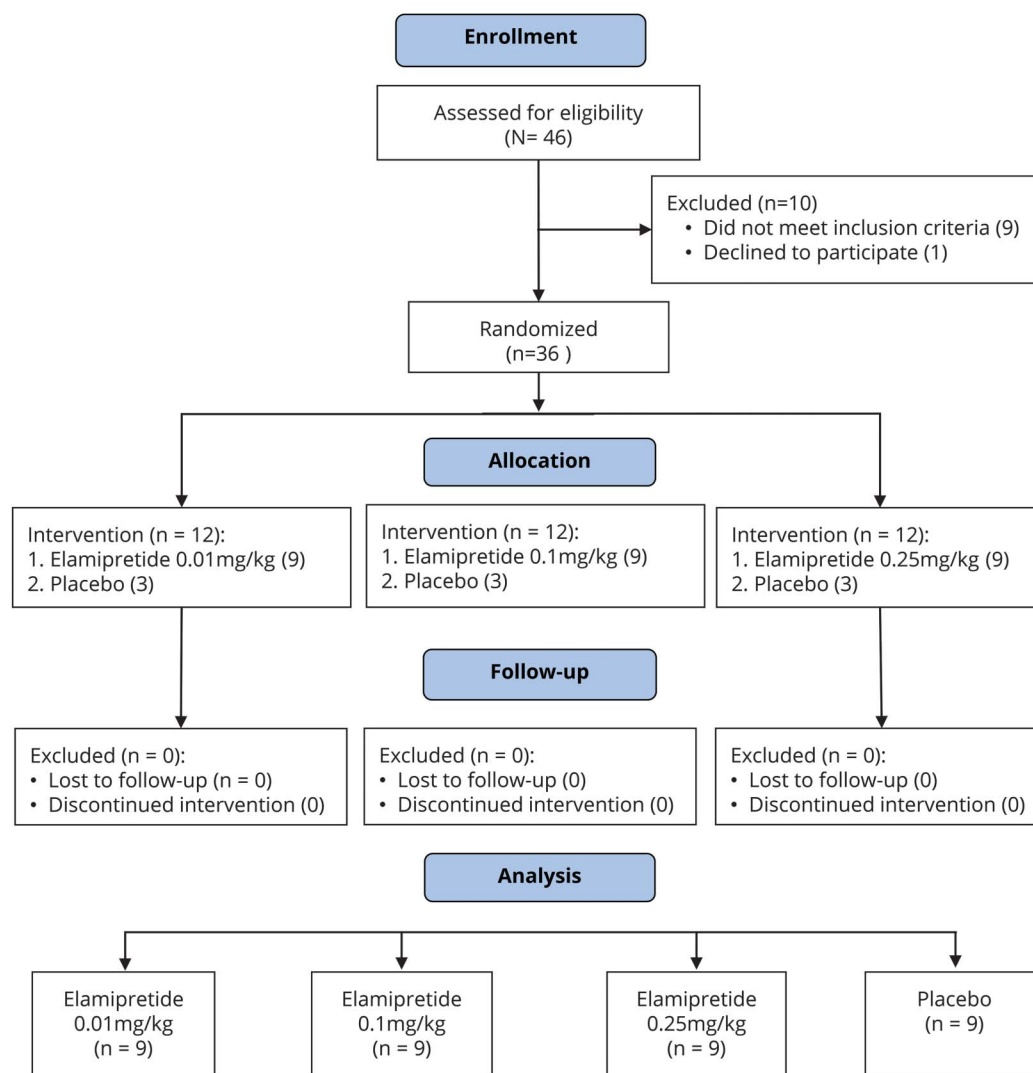 Enrollment
Assessed for eligibility
(N= 46)
Excluded (n=10)
• Did not meet inclusion criteria (9)
• Declined to participate (1)
Randomized
(n=36 )
Allocation
Intervention (n = 12):
1. Elamipretide 0.01mg/kg (9)
2. Placebo (3)
Intervention (n = 12):
1. Elamipretide 0.1mg/kg (9)
2. Placebo (3)
Intervention (n = 12):
1. Elamipretide 0.25mg/kg (9)
2. Placebo (3)
Follow-up
Excluded (n = 0):
• Lost to follow-up (n = 0)
• Discontinued intervention (0)
Excluded (n = 0):
• Lost to follow-up (0)
• Discontinued intervention (0)
Excluded (n = 0):
• Lost to follow-up (0)
• Discontinued intervention (0)
Analysis
Elamipretide
0.01mg/kg
(n = 9)
Elamipretide
0.1mg/kg
(n = 9)
Elamipretide
0.25mg/kg
(n = 9)
Placebo
(n = 9)